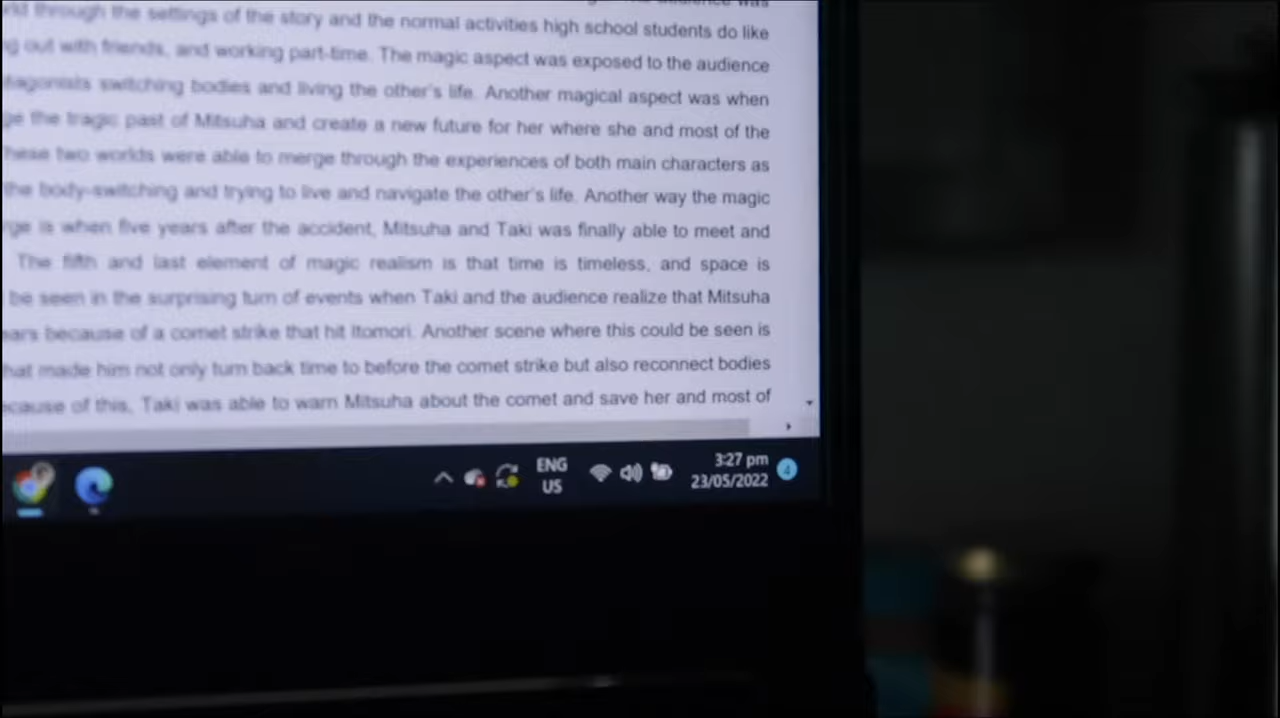 through the settings of the story and the normal activities high school students do like
out with friends, and working part-time. The magic aspect was exposed to the audience
switching bodies and living the other's life. Another magical aspect was when
the tragic past of Mitsuha and create a new future for her where she and most of the
These two worlds were able to merge through the experiences of both main characters as
the body-switching and trying to live and navigate the other's life. Another way the magic
is when five years after the accident, Mitsuha and Taki was finally able to meet and
The fifth and last element of magic realism is that time is timeless, and space is
be seen in the surprising turn of events when Taki and the audience realize that Mitsuha
because of a comet strike that hit Itomori. Another scene where this could be seen is
that made him not only turn back time to before the comet strike but also reconnect bodies
because of this, Taki was able to warn Mitsuha about the comet and save her and most of
ENG
US
3:27 pm
23/05/2022
4